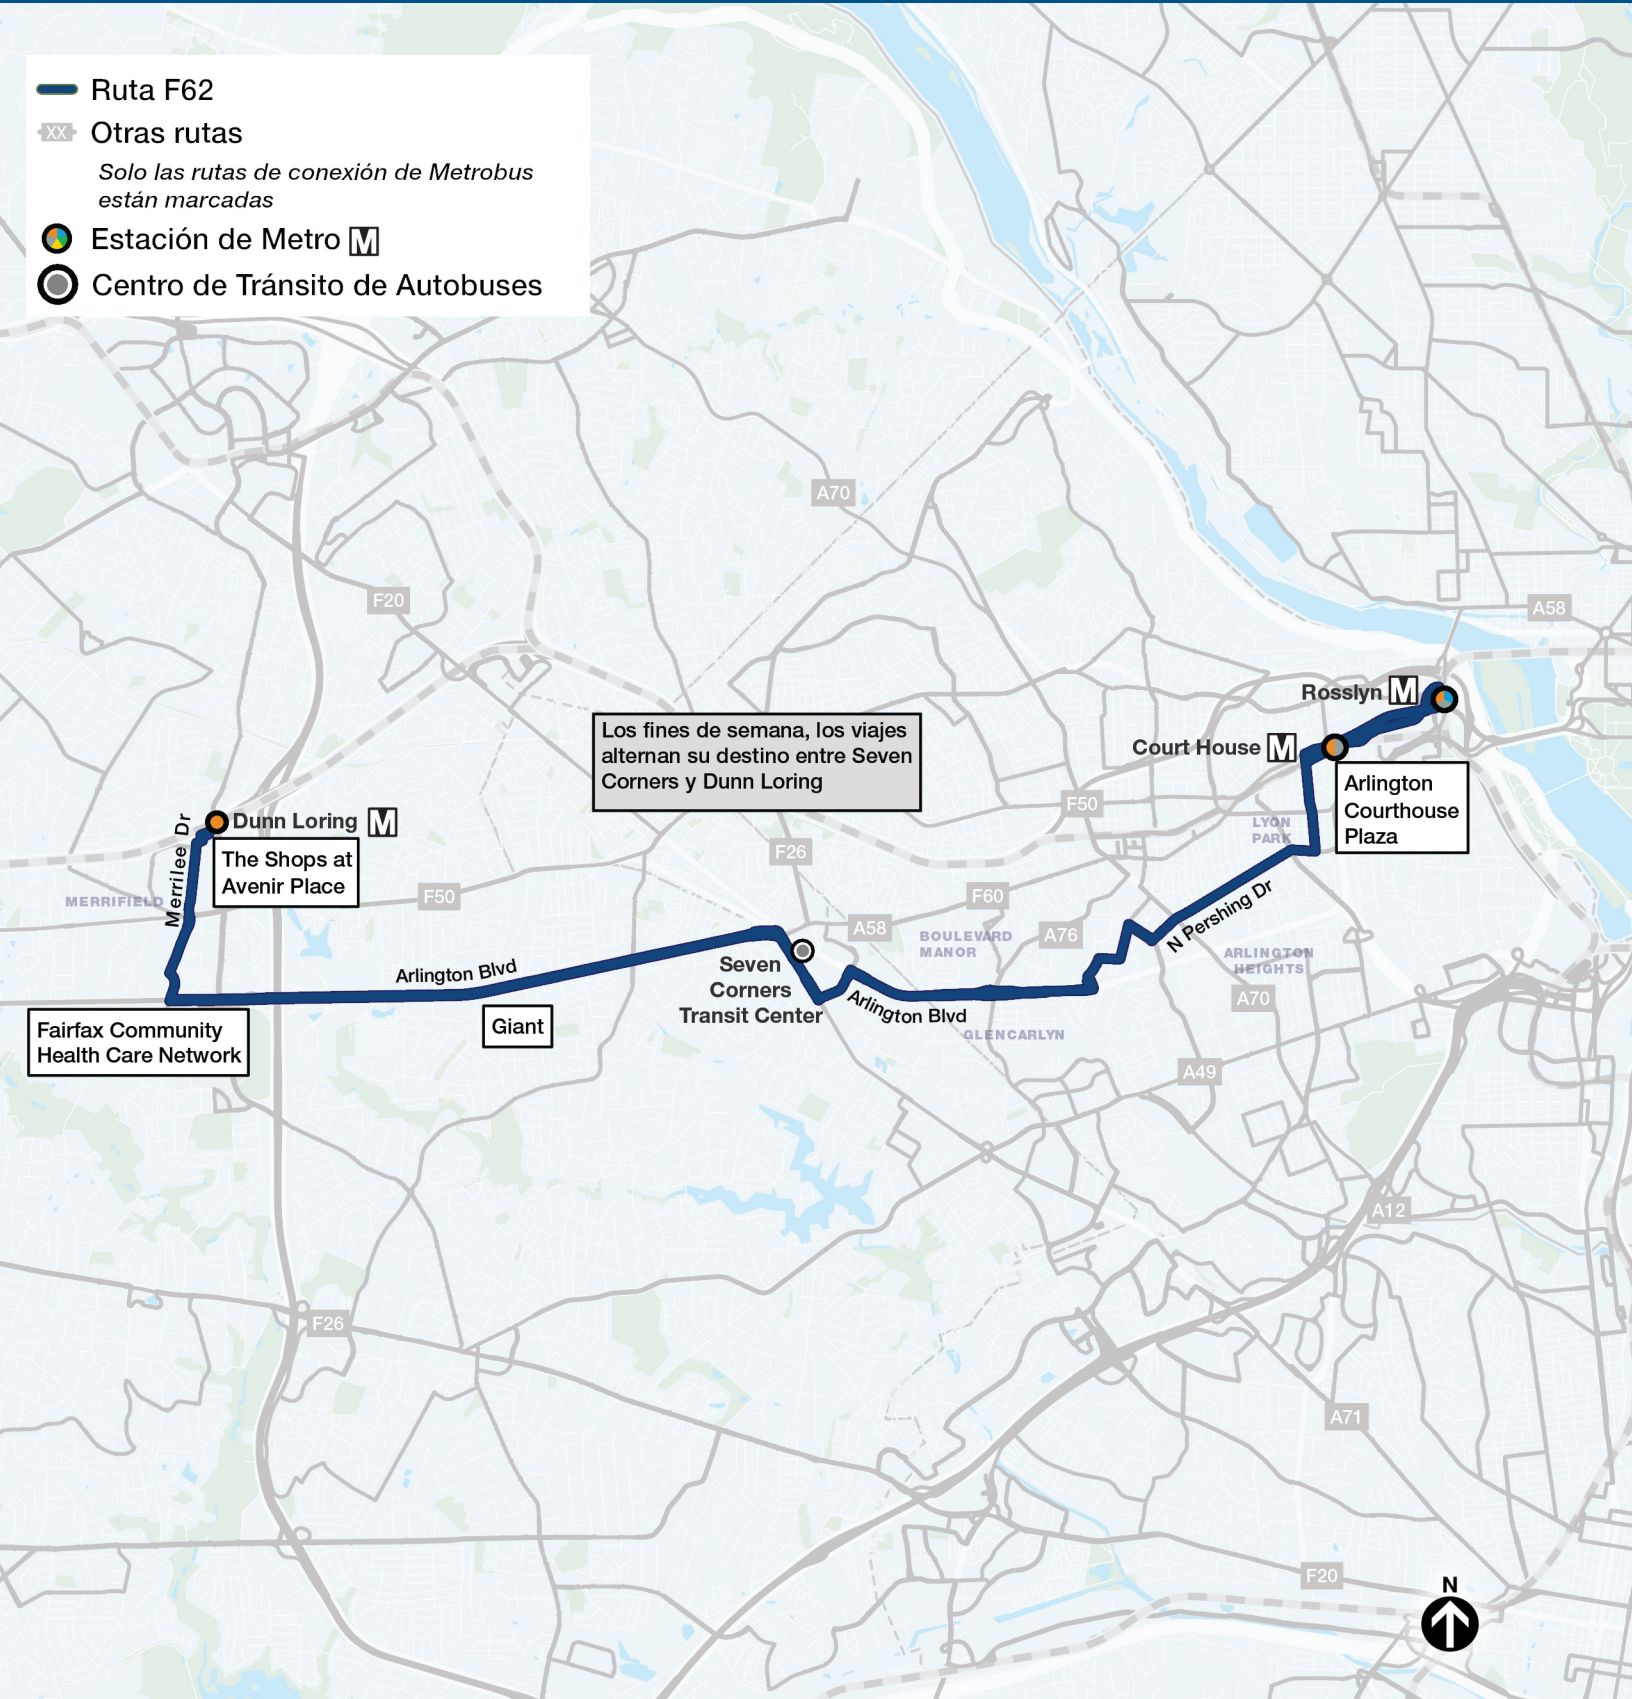 Ruta F62
XX Otras rutas
Solo las rutas de conexión de Metrobus
están marcadas
Estación de Metro M
Centro de Tránsito de Autobuses
A70
F20
A58
Rosslyn M
Court House M
Los fines de semana, los viajes
alternan su destino entre Seven
Corners y Dunn Loring
Arlington
Courthouse
Plaza
F50
LYON
PARK
Dunn Loring M
Merrilee Dr
The Shops at
Avenir Place
MERRIFIELD
F50
F26
F60
A58
A76
BOULEVARD
MANOR
N Pershing Dr
ARLINGTON
HEIGHTS
A70
Arlington Blvd
Seven
Corners
Transit Center
Arlington Blvd
GLENCARLYN
Giant
Fairfax Community
Health Care Network
A49
A12
F26
A71
F20
N